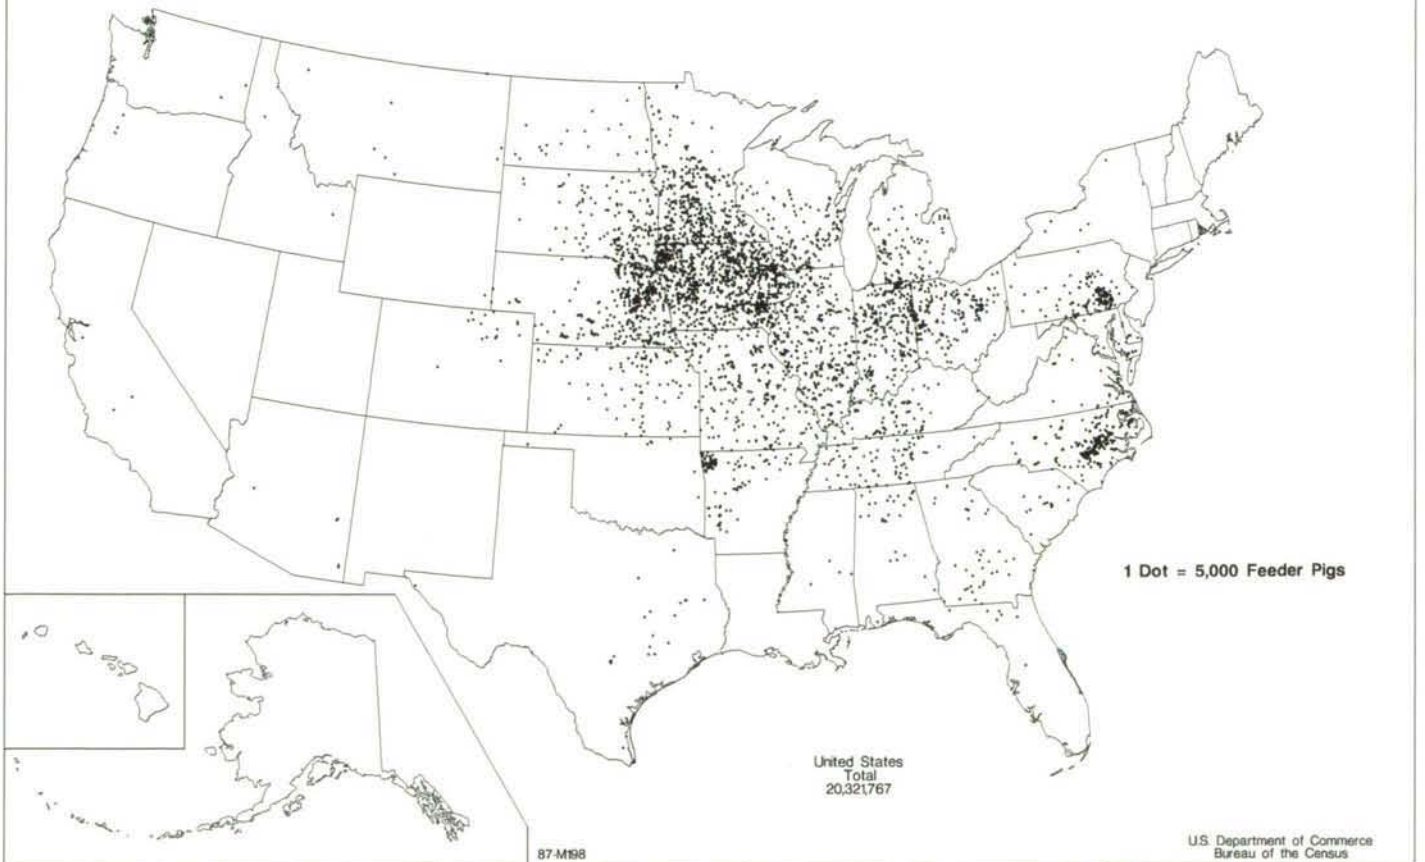 1 Dot = 5,000 Feeder Pigs
United States
Total
20,321,767
87-M198
U.S. Department of Commerce
Bureau of the Census